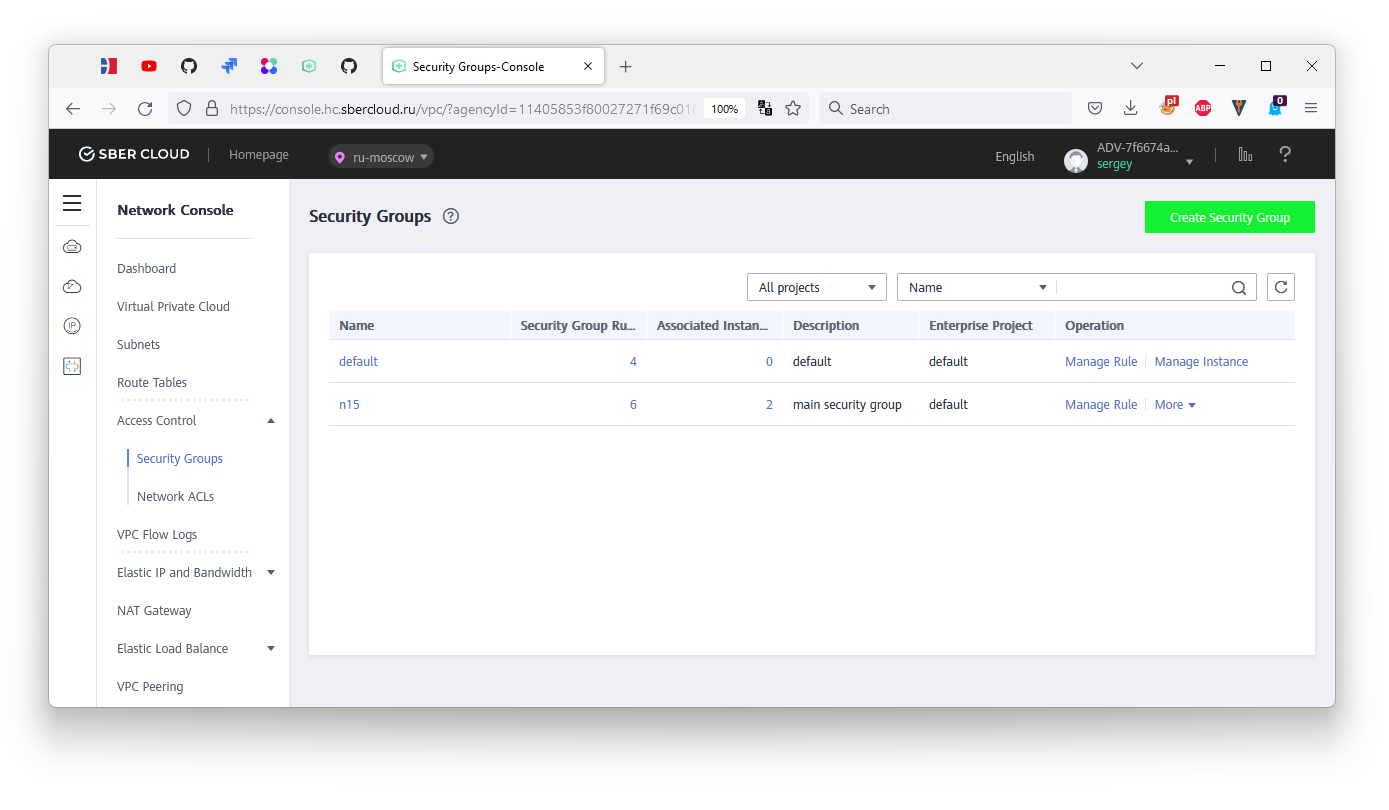 Security Groups-Console
https://console.hc.sbercloud.ru/vpc/?agencyId=11405853f80027271f69c01
100%
Search
pl
ABP
0
SBER CLOUD
Homepage
ru-moscow
English
ADV-7f6674a...
sergey
Network Console
Dashboard
Virtual Private Cloud
Subnets
Route Tables
Access Control
Security Groups
Network ACLs
VPC Flow Logs
Elastic IP and Bandwidth
NAT Gateway
Elastic Load Balance
VPC Peering
IP
Security Groups
Create Security Group
All projects
Name
Name Security Group Ru... Associated Instan... Description Enterprise Project Operation
default 4 0 default default Manage Rule Manage Instance
n15 6 2 main security group default Manage Rule More